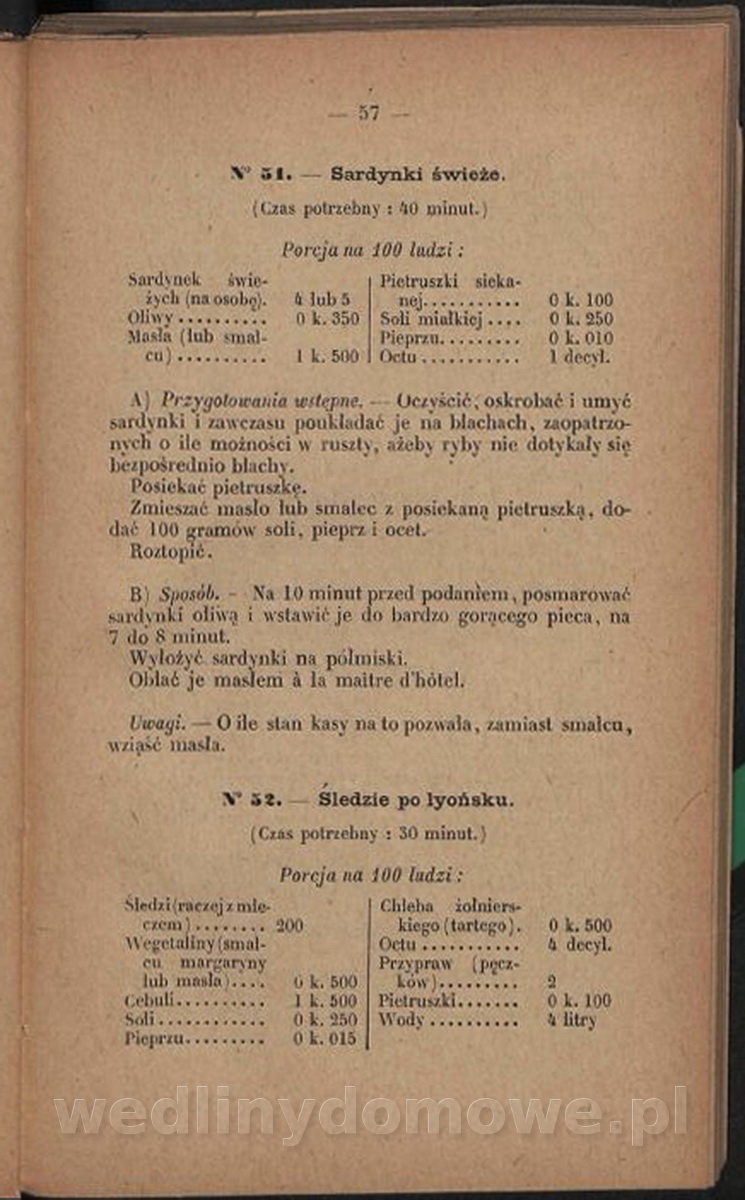 — 57 —
N° 51. — Sardynki świeże.
(Czas potrzebny : 40 minut.)
Porcja na 100 ludzi :
Sardynek świe-
żych (na osobę). 4 lub 5
Oliwy.......... 0 k. 350
Masła (lub smal-
cu).......... 1 k. 500
Pietruszki sieka-
nej........... 0 k. 100
Soli miałkiej.... 0 k. 250
Pieprzu......... 0 k. 010
Octu........... 1 decyl.
A) Przygotowania wstępne. — Oczyścić, oskrobać i umyć
sardynki i zawczasu poukładać je na blachach, zaopatrzo-
nych o ile możności w ruszty, ażeby ryby nie dotykały się
bezpośrednio blachy.
Posiekać pietruszkę.
Zmieszać masło lub smalec z posiekaną pietruszką, do-
dać 100 gramów soli, pieprz i ocet.
Roztopić.
B) Sposób. - Na 10 minut przed podaniem, posmarować
sardynki oliwą i wstawić je do bardzo gorącego pieca, na
7 do 8 minut.
Wyłożyć sardynki na półmiski.
Oblać je masłem à la maître d'hôtel.
Uwagi. — O ile stan kasy na to pozwala, zamiast smalcu,
wziąść masła.
N° 52. — Śledzie po lyońsku.
(Czas potrzebny : 30 minut.)
Porcja na 100 ludzi :
Śledzi (raczej z mle-
czem)........ 200
Wegetaliny (smal-
cu margaryny
lub masła).... 0 k. 500
Cebuli.......... 1 k. 500
Soli............ 0 k. 250
Pieprzu......... 0 k. 015
Chleba żołniers-
kiego (tartego). 0 k. 500
Octu........... 4 decyl.
Przypraw (pęcz-
ków)......... 2
Pietruszki....... 0 k. 100
Wody.......... 4 litry
wedlinydomowe.pl